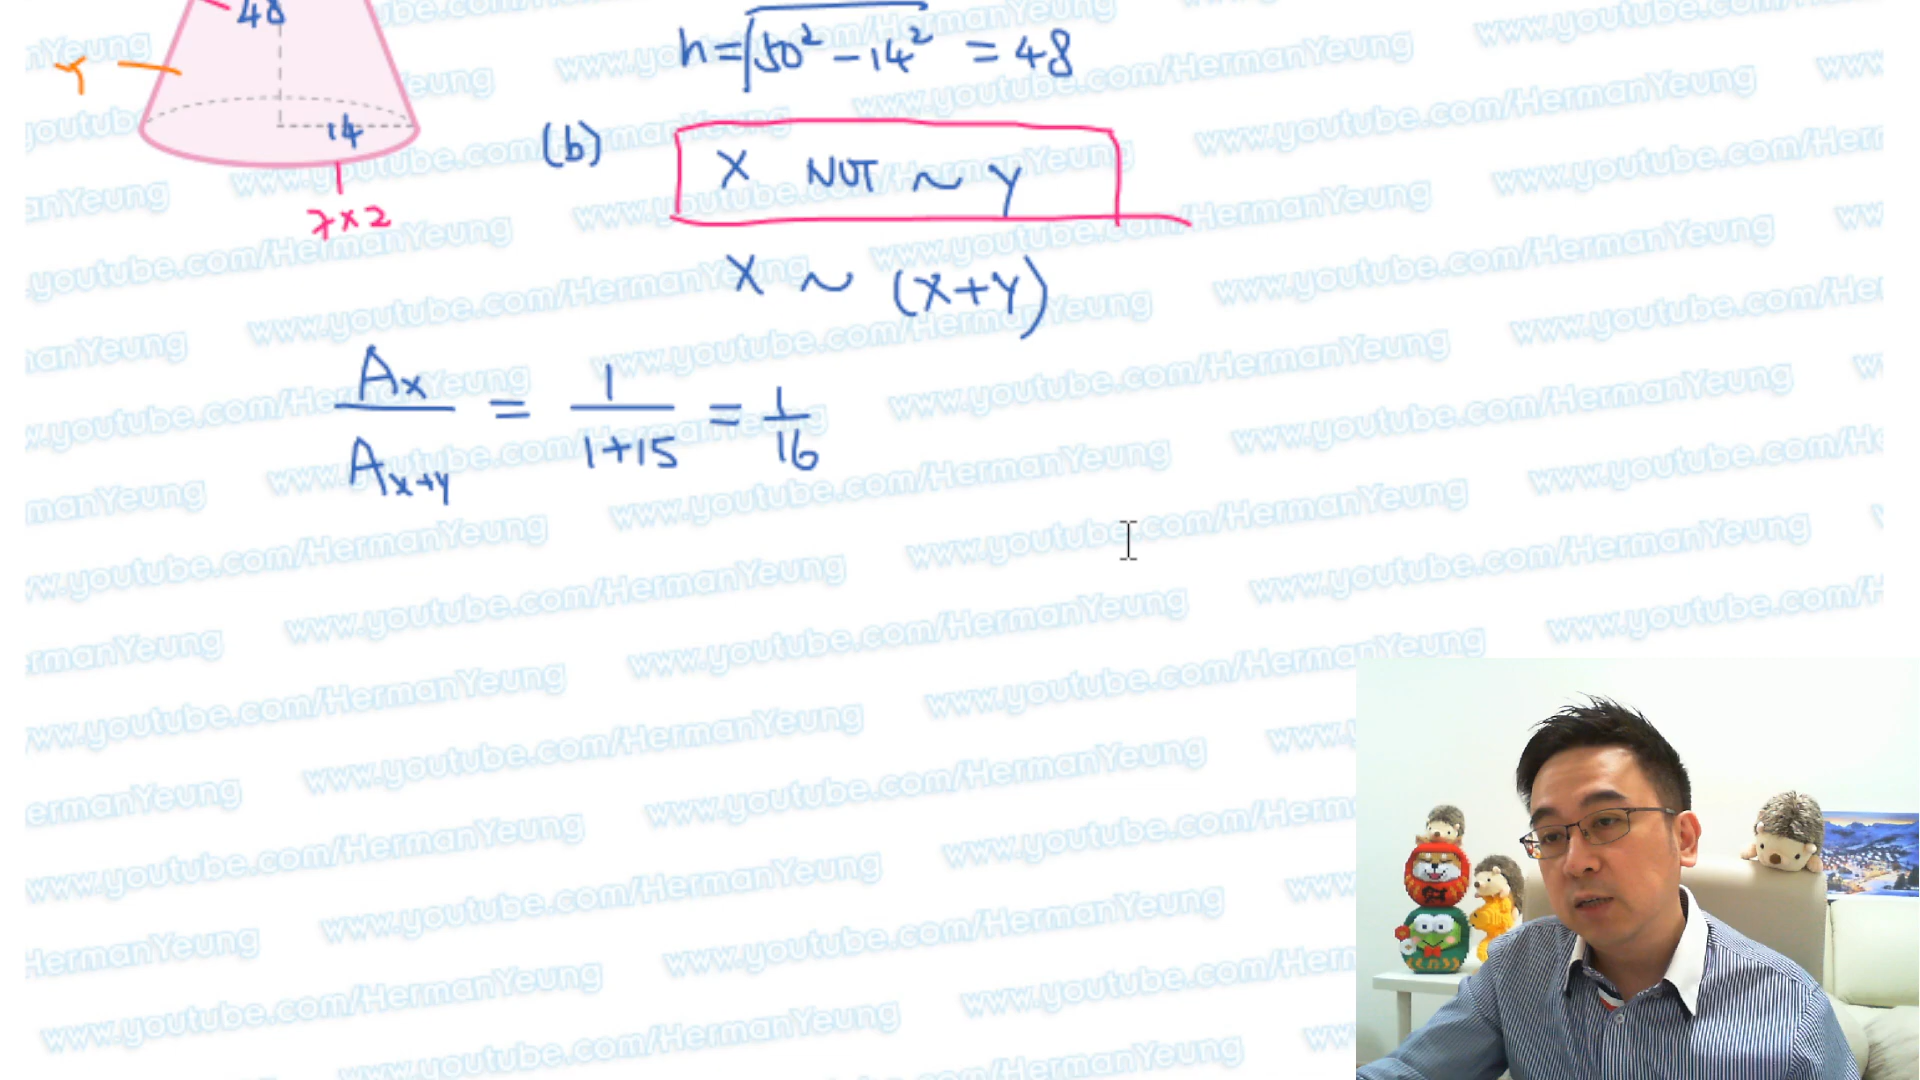 48
h = √50² − 14² = 48
Y
14
7 × 2
(b)
X NOT ~ Y
X ~ (X+Y)
Ax / Ax+y = 1 / 1+15 = 1 / 16
www.youtube.com/HermanYeung